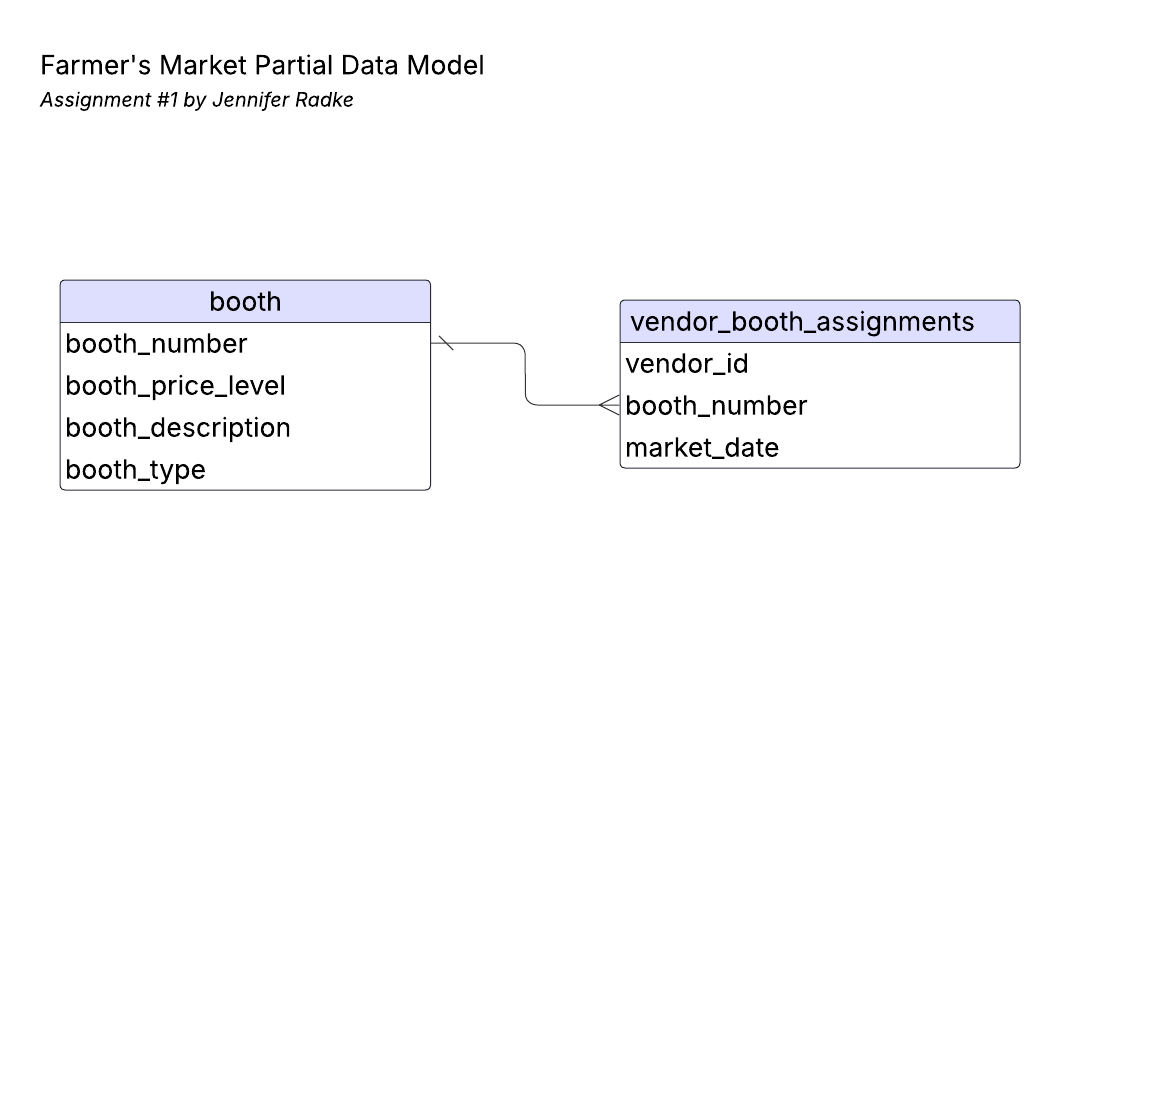 Farmer's Market Partial Data Model
Assignment #1 by Jennifer Radke
booth
booth_number
booth_price_level
booth_description
booth_type
vendor_booth_assignments
vendor_id
booth_number
market_date